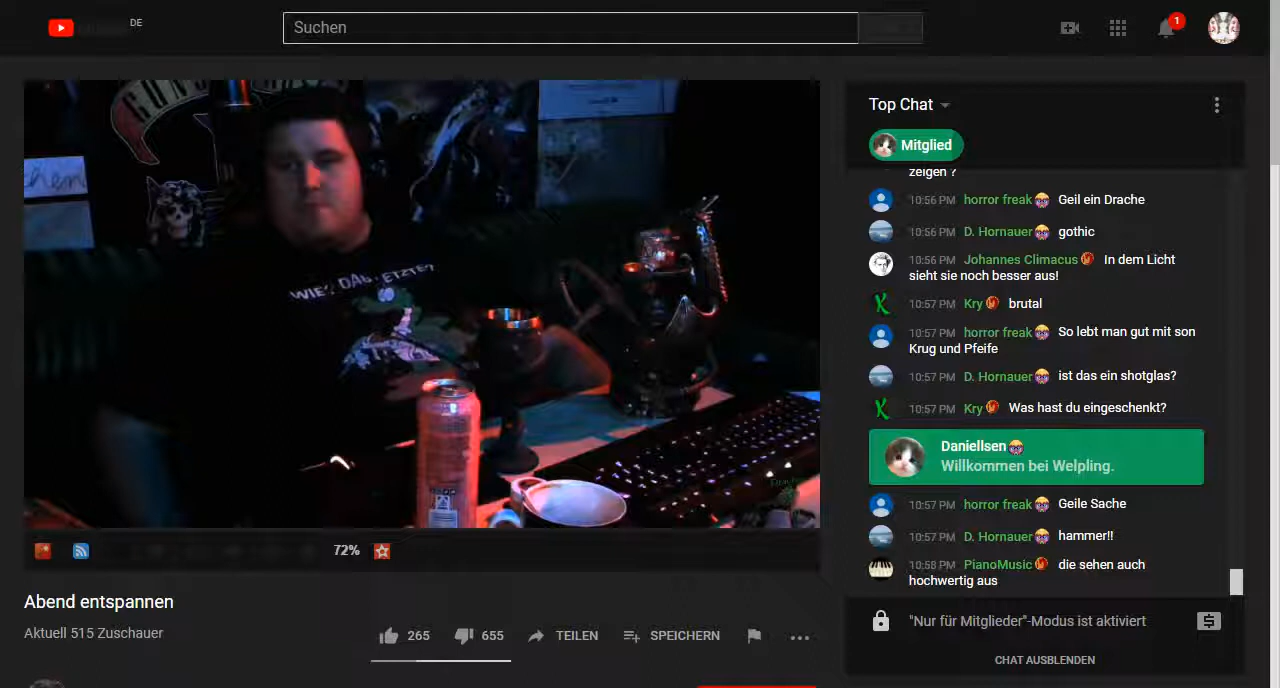 DE
Suchen
1
GUNS
chen
WIE?
Top Chat
Mitglied
zeigen ?
10:56 PM horror freak Geil ein Drache
10:56 PM D. Hornauer gothic
10:56 PM Johannes Climacus In dem Licht
sieht sie noch besser aus!
10:57 PM Kry brutal
10:57 PM horror freak So lebt man gut mit son
Krug und Pfeife
10:57 PM D. Hornauer ist das ein shotglas?
10:57 PM Kry Was hast du eingeschenkt?
Daniellsen
Willkommen bei Welpling.
10:57 PM horror freak Geile Sache
10:57 PM D. Hornauer hammer!!
10:58 PM PianoMusic die sehen auch
hochwertig aus
"Nur für Mitglieder"-Modus ist aktiviert
CHAT AUSBLENDEN
72%
Abend entspannen
Aktuell 515 Zuschauer
265
655
TEILEN
SPEICHERN